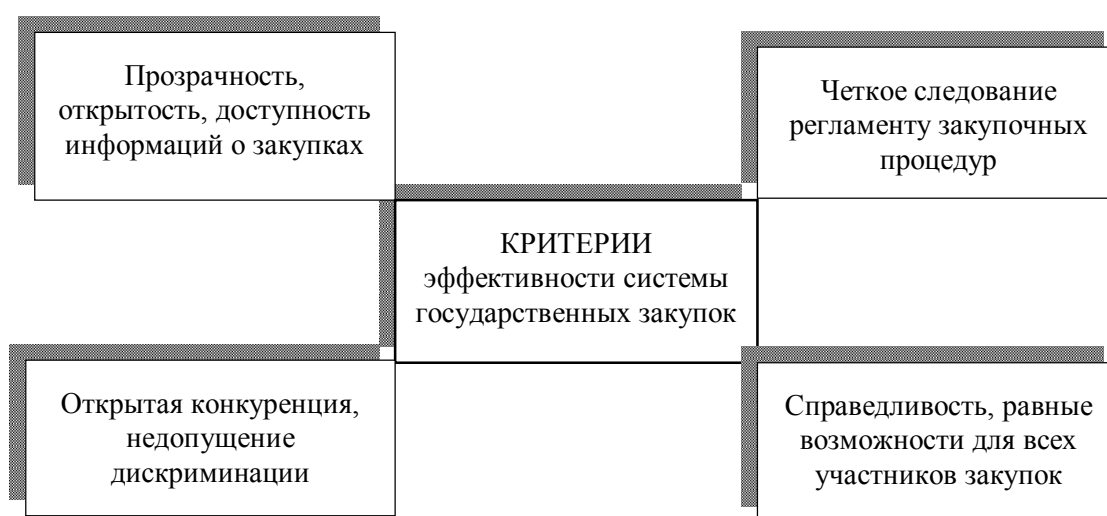 Прозрачность,
открытость, доступность
информаций о закупках
Четкое следование
регламенту закупочных
процедур
КРИТЕРИИ
эффективности системы
государственных закупок
Открытая конкуренция,
недопущение
дискриминации
Справедливость, равные
возможности для всех
участников закупок